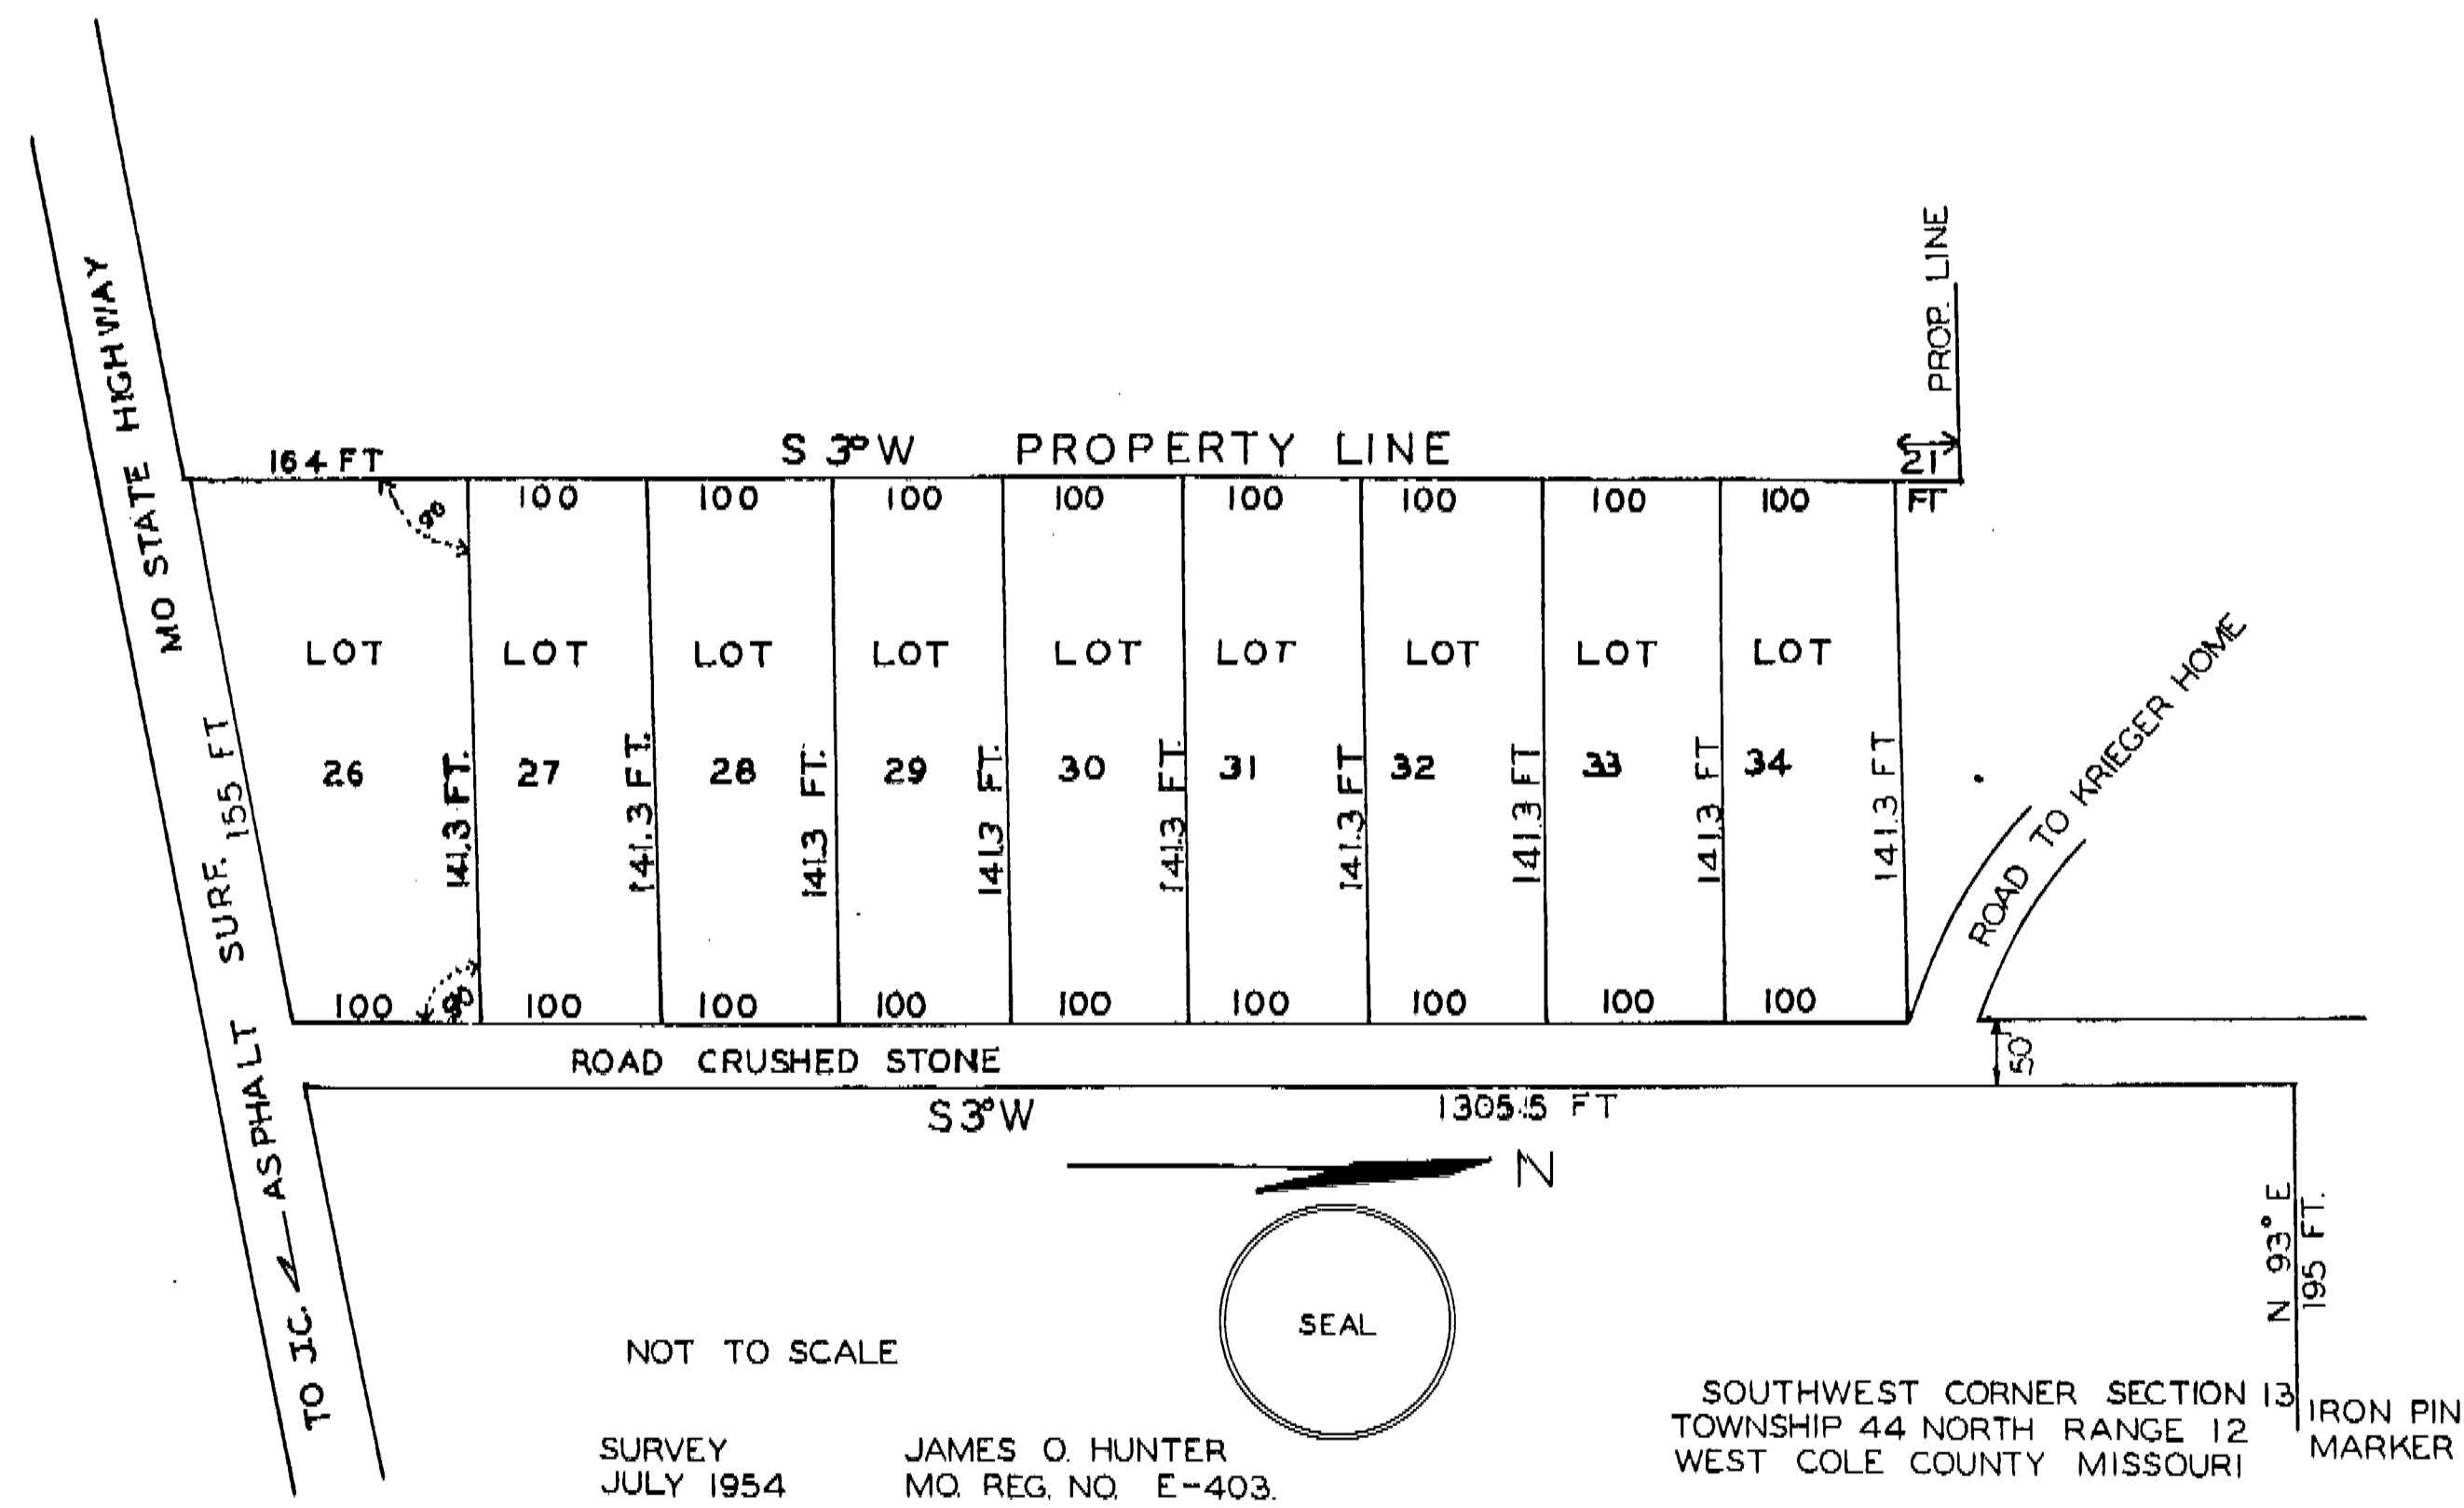 MO STATE HIGHWAY
PROP. LINE
S 3° W PROPERTY LINE
164 FT
21
FT
100 100 100 100 100 100 100 100
90
LOT LOT LOT LOT LOT LOT LOT LOT LOT
26 27 28 29 30 31 32 33 34
155 FT
141.3 FT. 141.3 FT. 141.3 FT. 141.3 FT. 141.3 FT. 141.3 FT 141.3 FT 141.3 FT 141.3 FT
ROAD TO KRIEGER HOME
90
100 100 100 100 100 100 100 100 100
ROAD CRUSHED STONE
50'
S 3° W
1305.5 FT
N
TO J.C. ASPHALT SURF.
N 93° E
195 FT.
SEAL
NOT TO SCALE
SURVEY
JULY 1954
JAMES O. HUNTER
MO. REG. NO. E-403.
SOUTHWEST CORNER SECTION 13
TOWNSHIP 44 NORTH RANGE 12
WEST COLE COUNTY MISSOURI
IRON PIN
MARKER